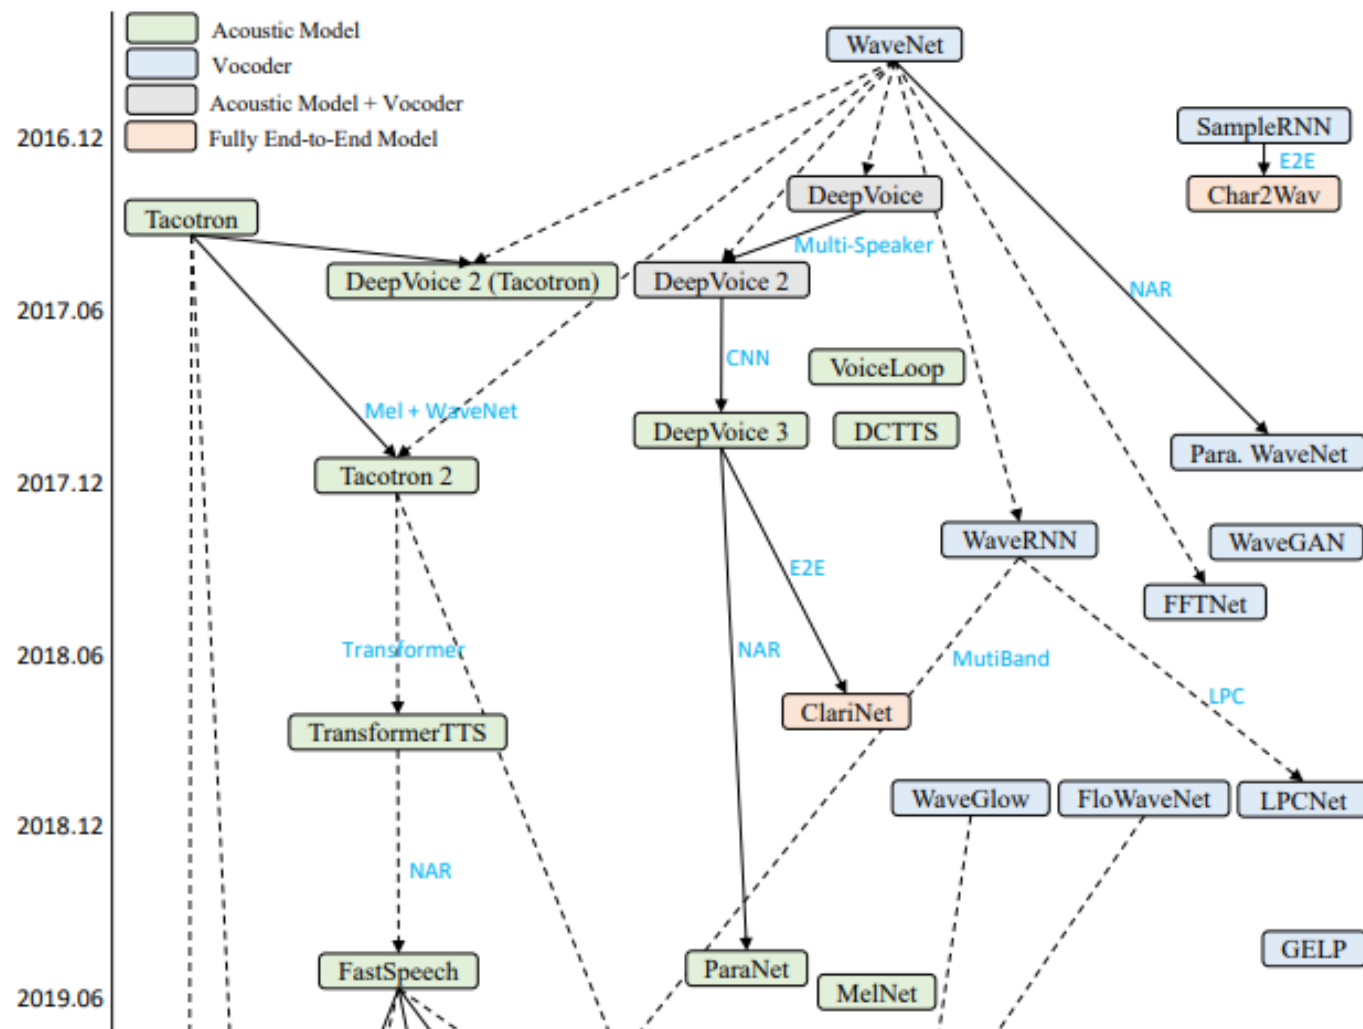 Acoustic Model
WaveNet
Vocoder
Acoustic Model + Vocoder
SampleRNN
2016.12
Fully End-to-End Model
E2E
DeepVoice
Char2Wav
Tacotron
Multi-Speaker
DeepVoice 2 (Tacotron)
DeepVoice 2
NAR
2017.06
CNN
VoiceLoop
Mel + WaveNet
DeepVoice 3
DCTTS
Para. WaveNet
Tacotron 2
2017.12
WaveRNN
WaveGAN
E2E
FFTNet
Transformer
NAR
MutiBand
2018.06
LPC
ClariNet
TransformerTTS
WaveGlow
FloWaveNet
LPCNet
2018.12
NAR
GELP
FastSpeech
ParaNet
MelNet
2019.06